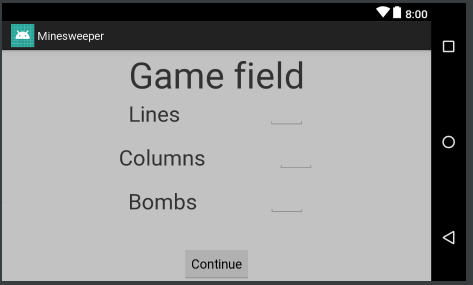 8:00
Minesweeper
Game field
Lines
Columns
Bombs
Continue